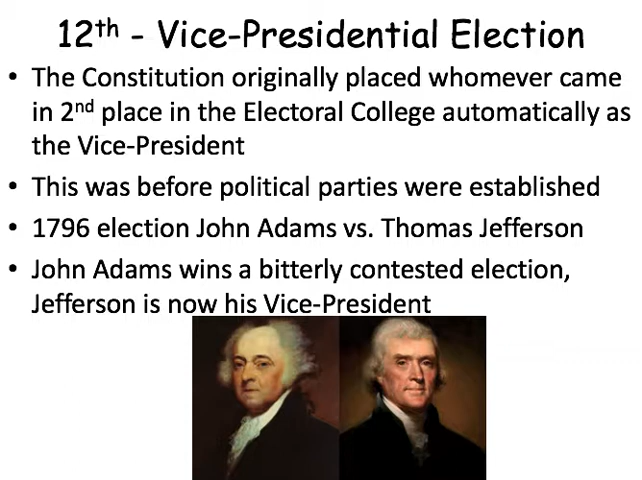 12th - Vice-Presidential Election
• The Constitution originally placed whomever came
in 2nd place in the Electoral College automatically as
the Vice-President
• This was before political parties were established
• 1796 election John Adams vs. Thomas Jefferson
• John Adams wins a bitterly contested election,
Jefferson is now his Vice-President